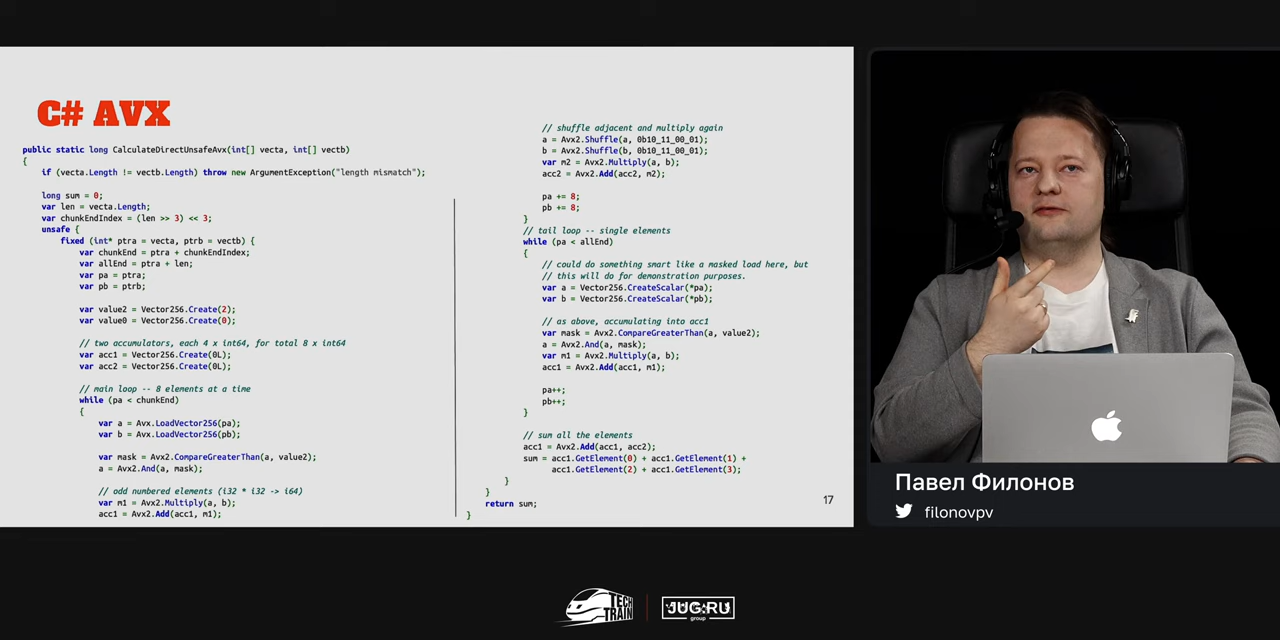 C# AVX
public static long CalculateDirectUnsafeAvx(int[] vecta, int[] vectb)
{
if (vecta.Length != vectb.Length) throw new ArgumentException("length mismatch");
long sum = 0;
var len = vecta.Length;
var chunkEndIndex = (len >> 3) << 3;
unsafe {
fixed (int* ptra = vecta, ptrb = vectb) {
var chunkEnd = ptra + chunkEndIndex;
var allEnd = ptra + len;
var pa = ptra;
var pb = ptrb;
var value2 = Vector256.Create(2);
var value0 = Vector256.Create(0);
// two accumulators, each 4 x int64, for total 8 x int64
var acc1 = Vector256.Create(0L);
var acc2 = Vector256.Create(0L);
// main loop -- 8 elements at a time
while (pa < chunkEnd)
{
var a = Avx.LoadVector256(pa);
var b = Avx.LoadVector256(pb);
var mask = Avx2.CompareGreaterThan(a, value2);
a = Avx2.And(a, mask);
// odd numbered elements (i32 * i32 -> i64)
var m1 = Avx2.Multiply(a, b);
acc1 = Avx2.Add(acc1, m1);
// shuffle adjacent and multiply again
a = Avx2.Shuffle(a, 0b10_11_00_01);
b = Avx2.Shuffle(b, 0b10_11_00_01);
var m2 = Avx2.Multiply(a, b);
acc2 = Avx2.Add(acc2, m2);
pa += 8;
pb += 8;
}
// tail loop -- single elements
while (pa < allEnd)
{
// could do something smart like a masked load here, but
// this will do for demonstration purposes.
var a = Vector256.CreateScalar(*pa);
var b = Vector256.CreateScalar(*pb);
// as above, accumulating into acc1
var mask = Avx2.CompareGreaterThan(a, value2);
a = Avx2.And(a, mask);
var m1 = Avx2.Multiply(a, b);
acc1 = Avx2.Add(acc1, m1);
pa++;
pb++;
}
// sum all the elements
acc1 = Avx2.Add(acc1, acc2);
sum = acc1.GetElement(0) + acc1.GetElement(1) +
acc1.GetElement(2) + acc1.GetElement(3);
}
}
return sum;
}
17
Павел Филонов
filonovpv
TECH
TRAIN
JUG.RU
group